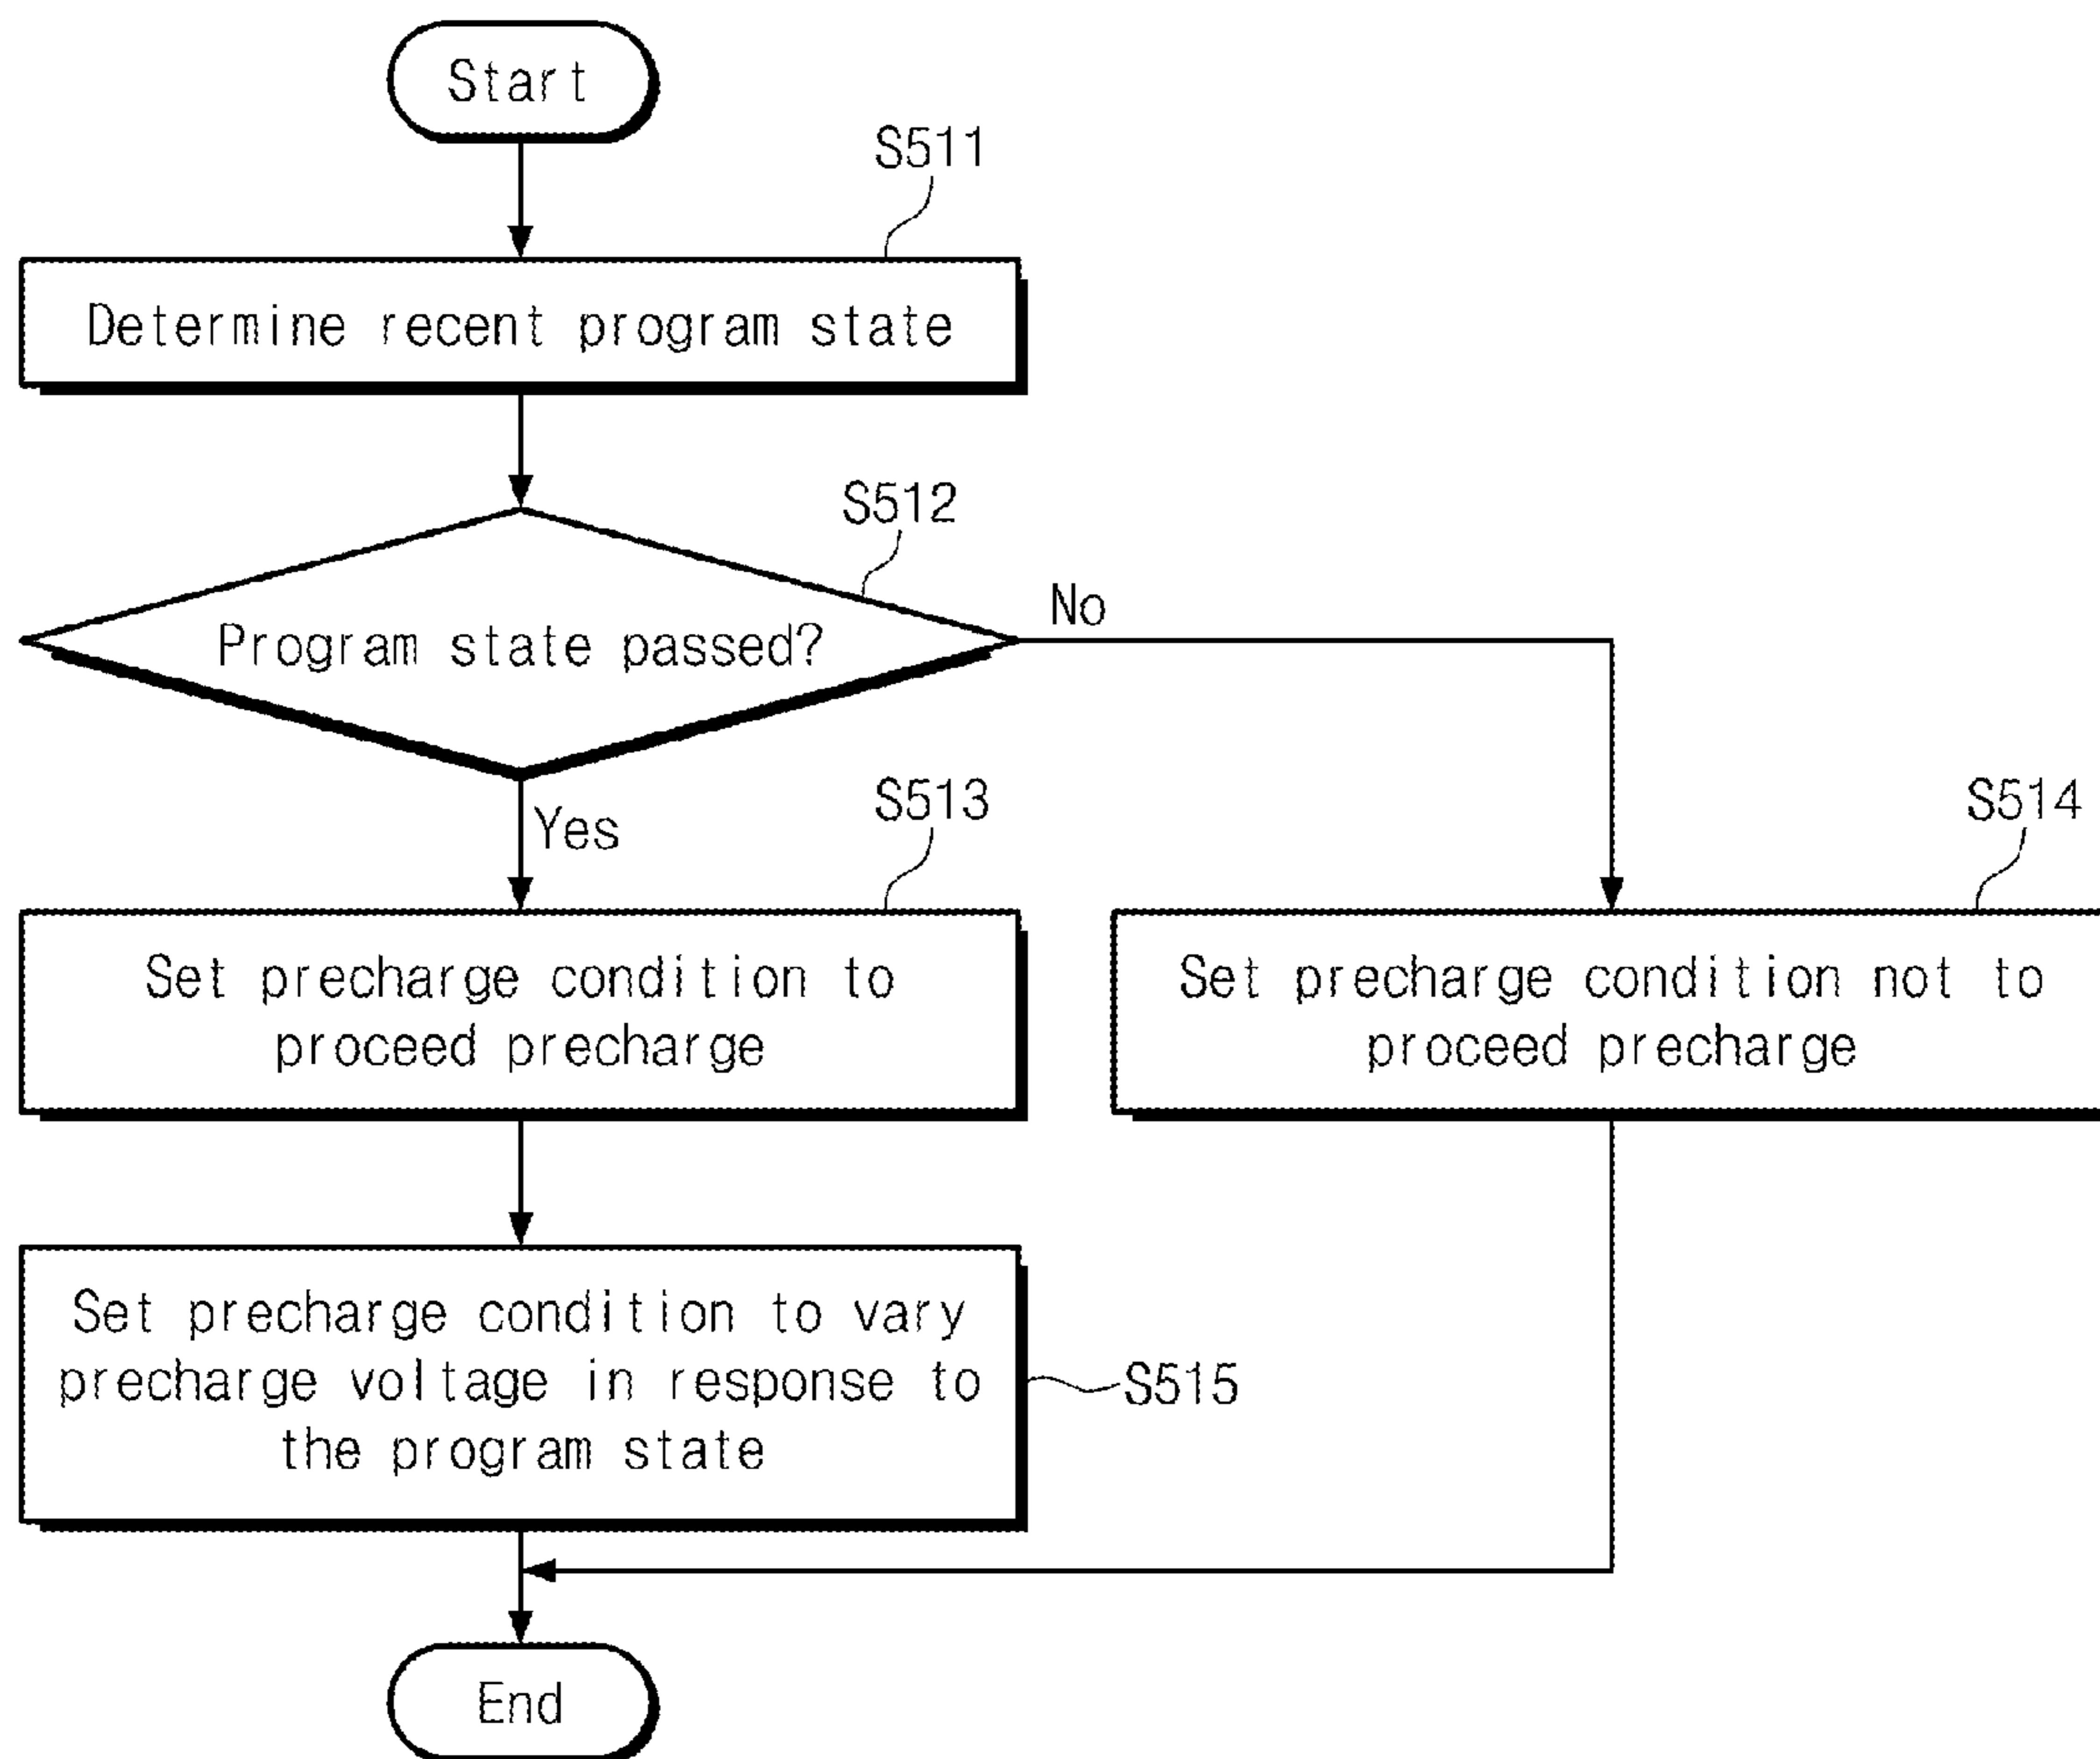 Start
S511
Determine recent program state
S512
Program state passed?
No
Yes
S513
Set precharge condition to
proceed precharge
S514
Set precharge condition not to
proceed precharge
Set precharge condition to vary
precharge voltage in response to
the program state
S515
End